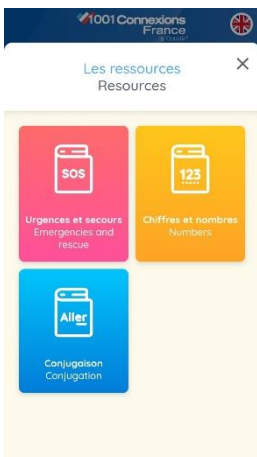 1001 Connexions
France
Les ressources
Resources
SOS
Urgences et secours
Emergencies and
rescue
123
Chiffres et nombres
Numbers
Aller
Conjugaison
Conjugation